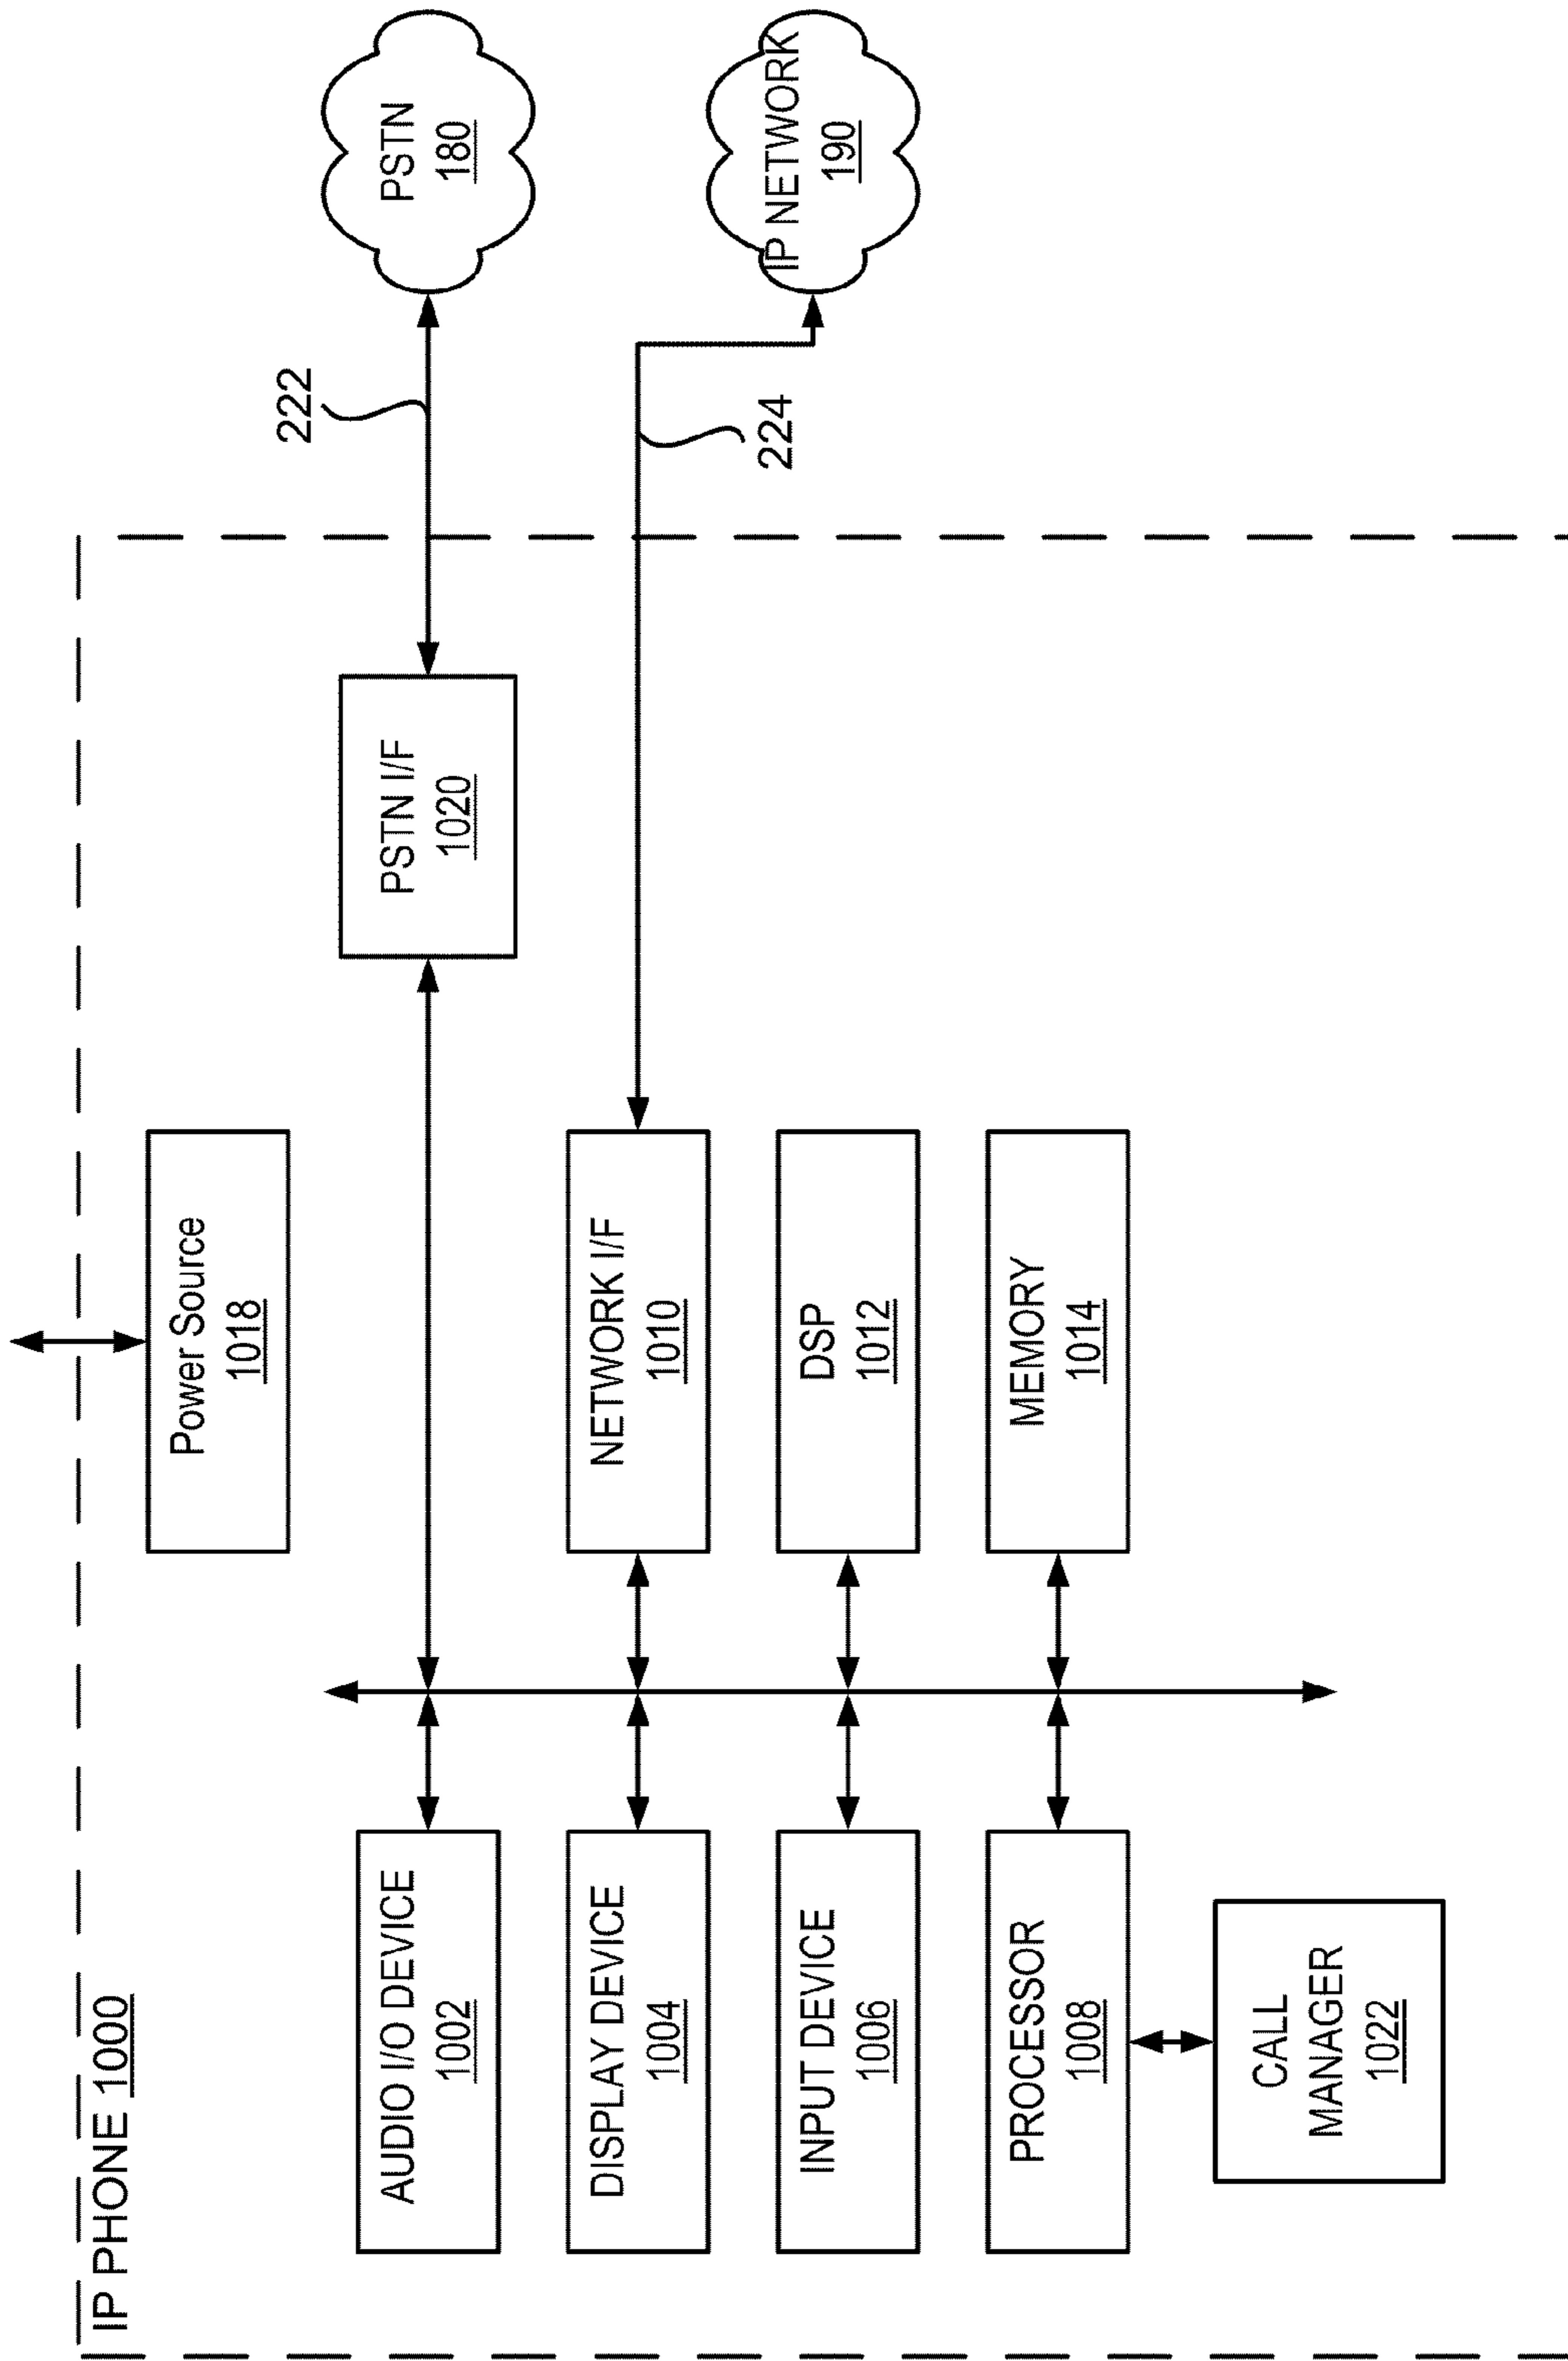 IP PHONE 1000
Power Source
1018
AUDIO I/O DEVICE
1002
PSTN I/F
1020
222
PSTN
180
DISPLAY DEVICE
1004
NETWORK I/F
1010
224
IP NETWORK
190
INPUT DEVICE
1006
DSP
1012
PROCESSOR
1008
MEMORY
1014
CALL
MANAGER
1022